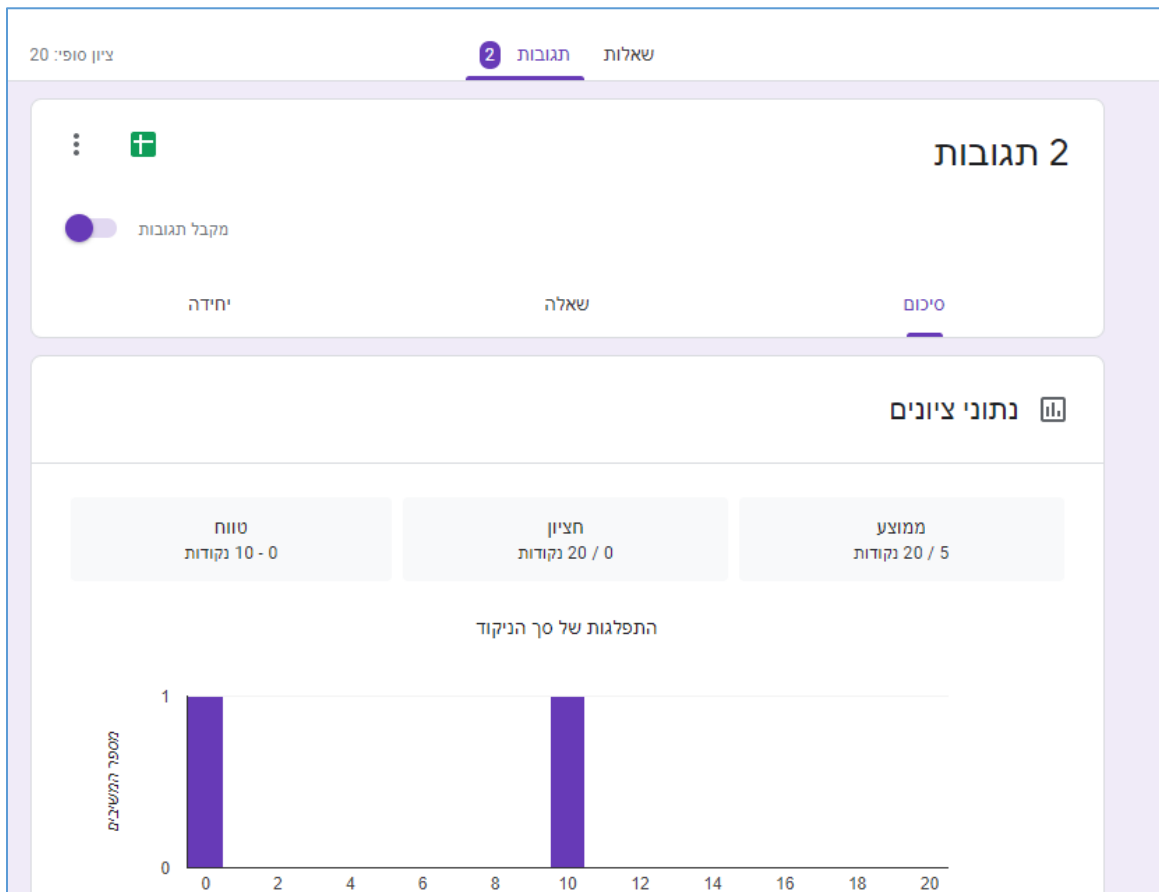 שאלות
תגובות 2
ציון סופי: 20
2 תגובות
מקבל תגובות
סיכום
שאלה
יחידה
נתוני ציונים
ממוצע
5 / 20 נקודות
חציון
0 / 20 נקודות
טווח
0 - 10 נקודות
התפלגות של סך הניקוד
מספר המשיבים
1
0
0 2 4 6 8 10 12 14 16 18 20